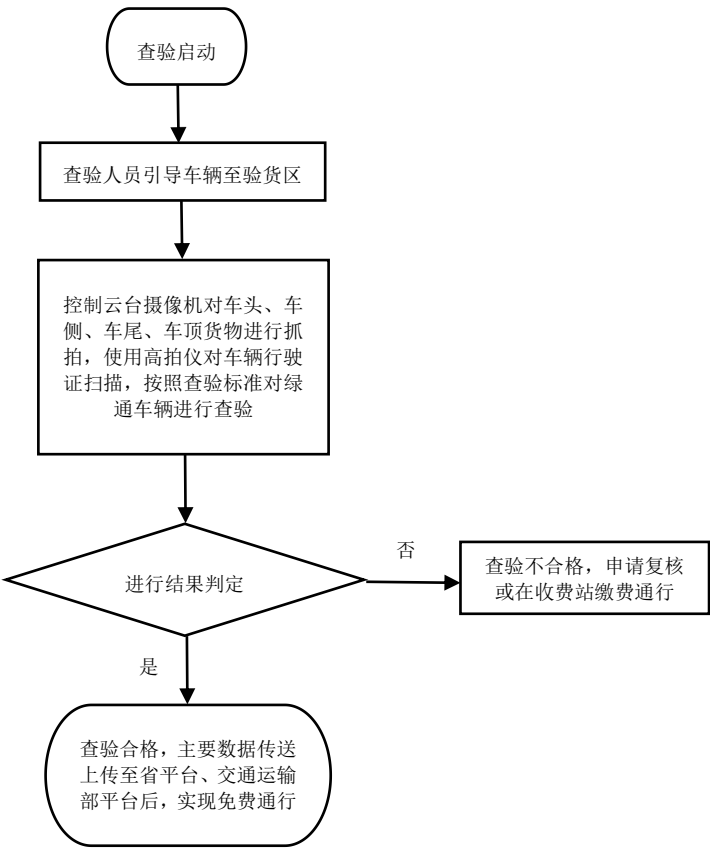 查验启动
查验人员引导车辆至验货区
控制云台摄像机对车头、车
侧、车尾、车顶货物进行抓
拍，使用高拍仪对车辆行驶
证扫描，按照查验标准对绿
通车辆进行查验
进行结果判定
否
查验不合格，申请复核
或在收费站缴费通行
是
查验合格，主要数据传送
上传至省平台、交通运输
部平台后，实现免费通行